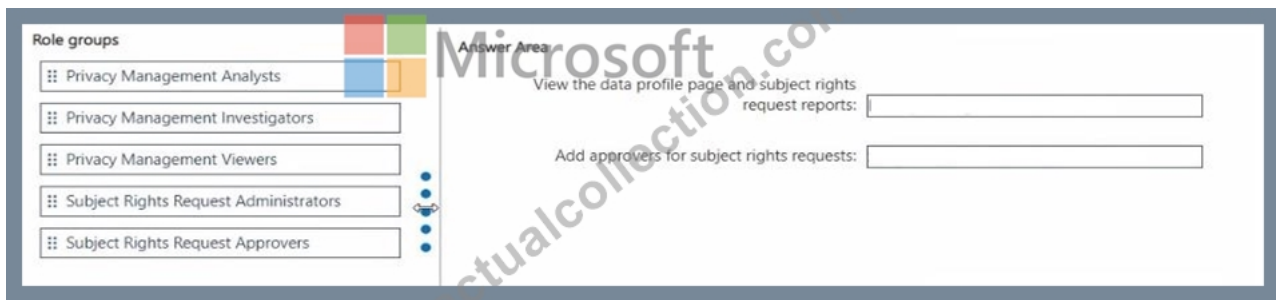 Role groups
Privacy Management Analysts
Privacy Management Investigators
Privacy Management Viewers
Subject Rights Request Administrators
Subject Rights Request Approvers
Microsoft
Answer Area
View the data profile page and subject rights
request reports:
Add approvers for subject rights requests:
ctualcollection.com